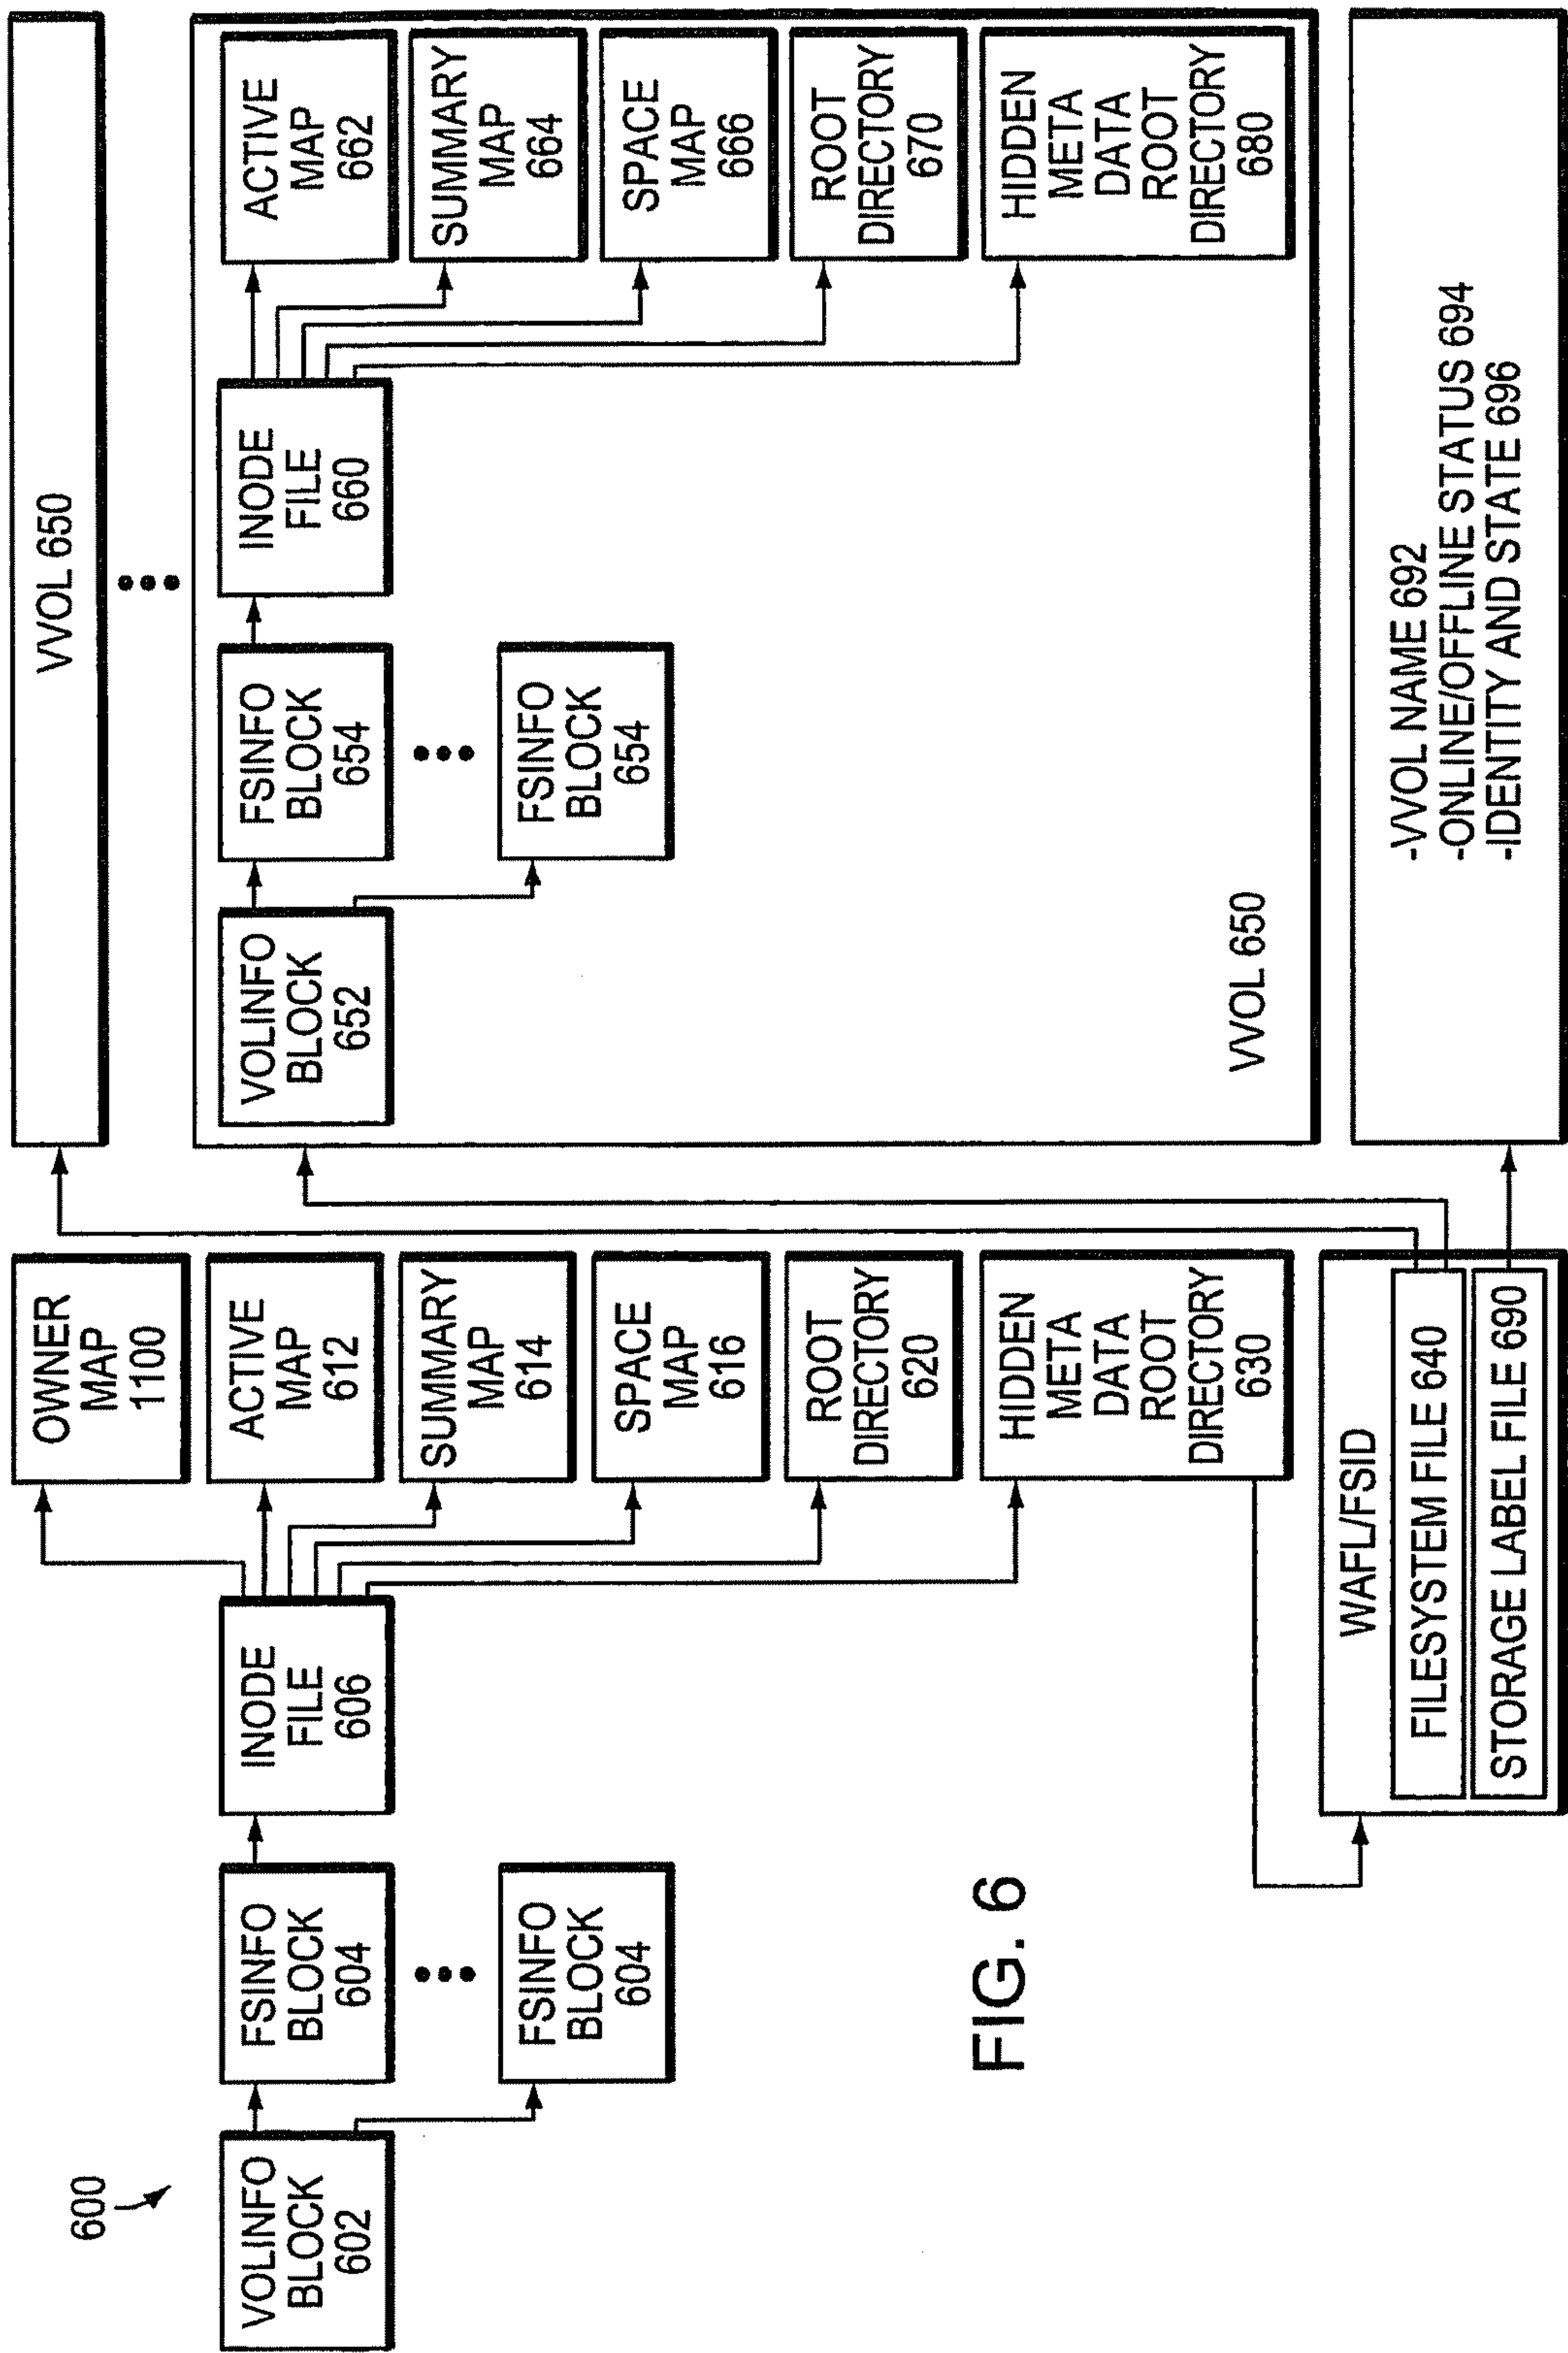 600
VOLINFO
BLOCK
602
FSINFO
BLOCK
604
FSINFO
BLOCK
604
INODE
FILE
606
OWNER
MAP
1100
ACTIVE
MAP
612
SUMMARY
MAP
614
SPACE
MAP
616
ROOT
DIRECTORY
620
HIDDEN
META
DATA
ROOT
DIRECTORY
630
WAFL/FSID
FILESYSTEM FILE 640
STORAGE LABEL FILE 690
VVOL 650
VOLINFO
BLOCK
652
FSINFO
BLOCK
654
FSINFO
BLOCK
654
INODE
FILE
660
ACTIVE
MAP
662
SUMMARY
MAP
664
SPACE
MAP
666
ROOT
DIRECTORY
670
HIDDEN
META
DATA
ROOT
DIRECTORY
680
VVOL 650
-VVOL NAME 692
-ONLINE/OFFLINE STATUS 694
-IDENTITY AND STATE 696
FIG. 6